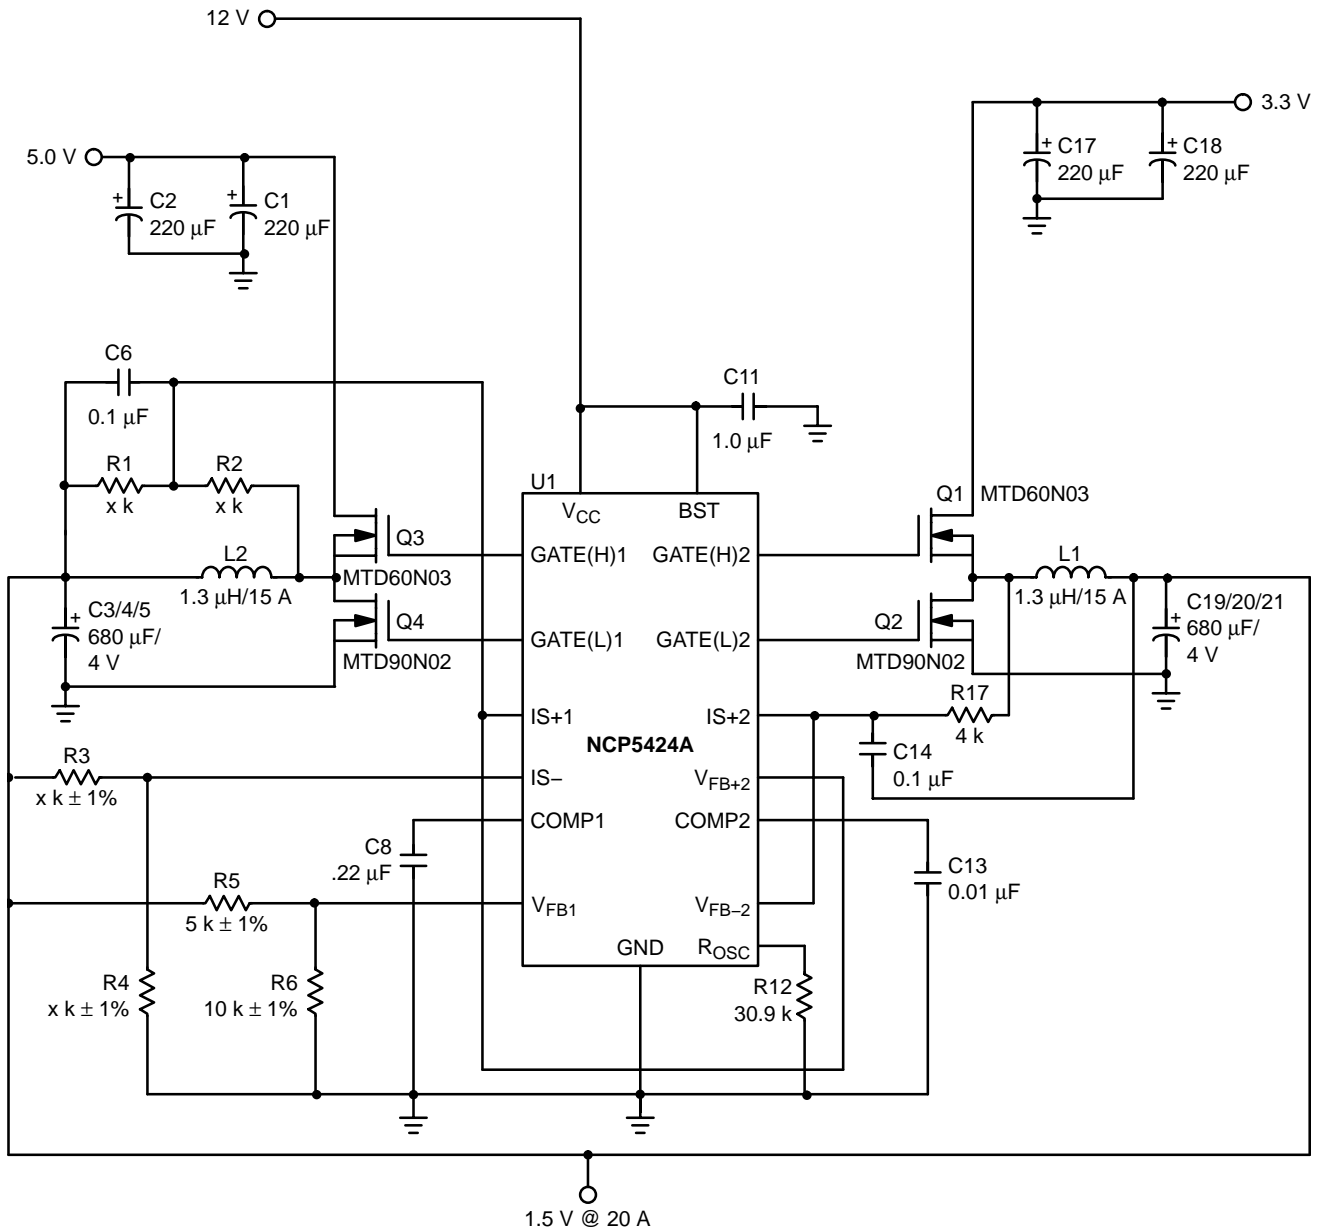 12 V
3.3 V
5.0 V
+ C17
220 μF
+ C18
220 μF
+ C2
220 μF
+ C1
220 μF
C6
0.1 μF
C11
1.0 μF
R1
x k
R2
x k
U1
VCC
BST
Q1 MTD60N03
Q3
MTD60N03
GATE(H)1
GATE(H)2
L2
1.3 μH/15 A
L1
1.3 μH/15 A
+ C3/4/5
680 μF/
4 V
Q4
MTD90N02
GATE(L)1
GATE(L)2
Q2
MTD90N02
C19/20/21
+ 680 μF/
4 V
IS+1
IS+2
R17
4 k
NCP5424A
C14
0.1 μF
R3
x k ± 1%
IS−
VFB+2
COMP1
COMP2
C8
.22 μF
C13
0.01 μF
R5
5 k ± 1%
VFB1
VFB−2
GND
ROSC
R4
x k ± 1%
R6
10 k ± 1%
R12
30.9 k
1.5 V @ 20 A